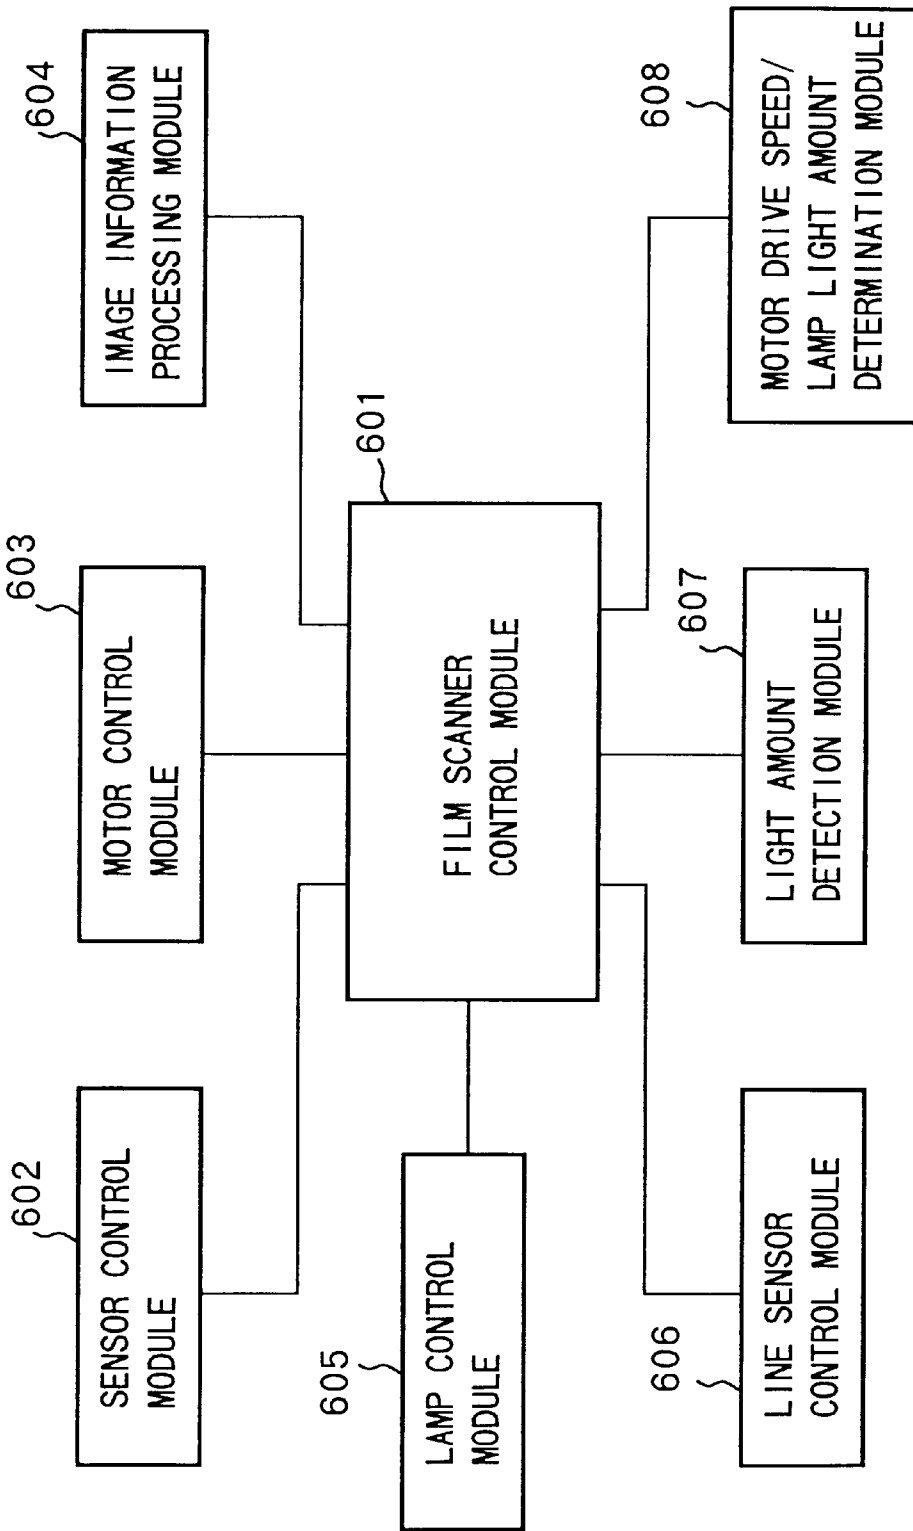 602
SENSOR CONTROL
MODULE
603
MOTOR CONTROL
MODULE
604
IMAGE INFORMATION
PROCESSING MODULE
605
LAMP CONTROL
MODULE
601
FILM SCANNER
CONTROL MODULE
606
LINE SENSOR
CONTROL MODULE
607
LIGHT AMOUNT
DETECTION MODULE
608
MOTOR DRIVE SPEED/
LAMP LIGHT AMOUNT
DETERMINATION MODULE